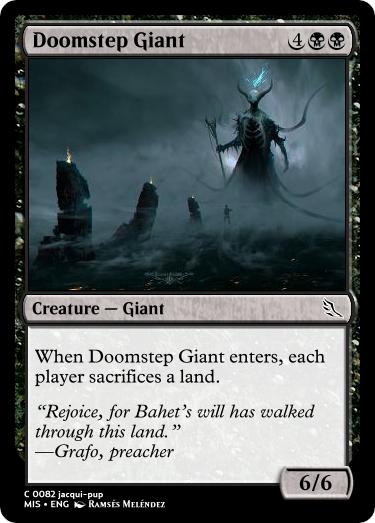 Doomstep Giant 4
Creature — Giant
When Doomstep Giant enters, each
player sacrifices a land.
“Rejoice, for Bahet’s will has walked
through this land.”
—Grafo, preacher
6/6
C 0082 jacqui-pup
MIS • ENG Ramsés Meléndez